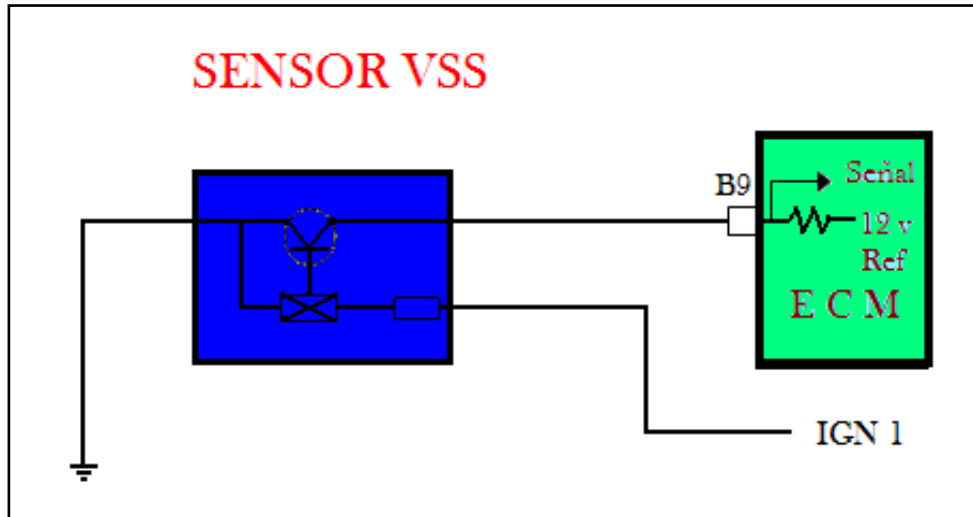 SENSOR VSS
B9
Señal
12 v
Ref
E C M
IGN 1